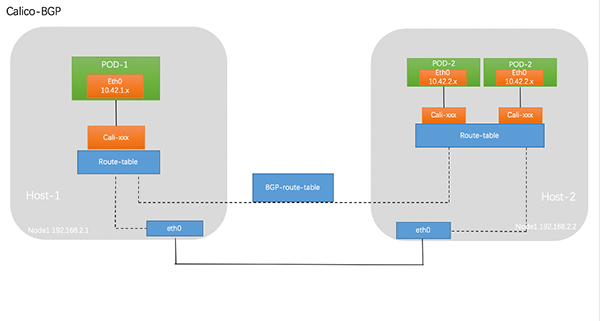 Calico-BGP
POD-1
Eth0
10.42.1.x
Cali-xxx
Route-table
Host-1
Node1 192.168.2.1
eth0
BGP-route-table
POD-2
Eth0
10.42.2.x
POD-2
Eth0
10.42.2.x
Cali-xxx
Cali-xxx
Route-table
Host-2
Node1 192.168.2.2
eth0